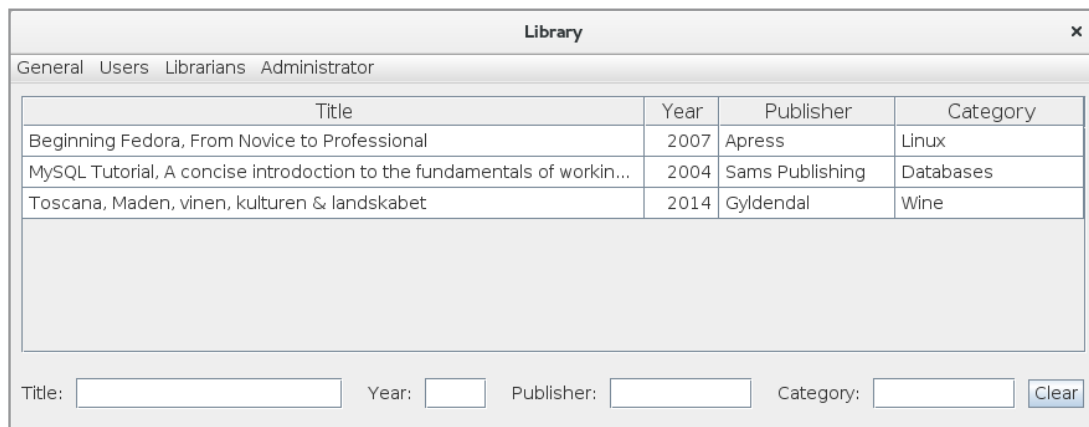 Library ×
General Users Librarians Administrator
Title Year Publisher Category
Beginning Fedora, From Novice to Professional 2007 Apress Linux
MySQL Tutorial, A concise introdoction to the fundamentals of workin... 2004 Sams Publishing Databases
Toscana, Maden, vinen, kulturen & landskabet 2014 Gyldendal Wine
Title: Year: Publisher: Category: Clear